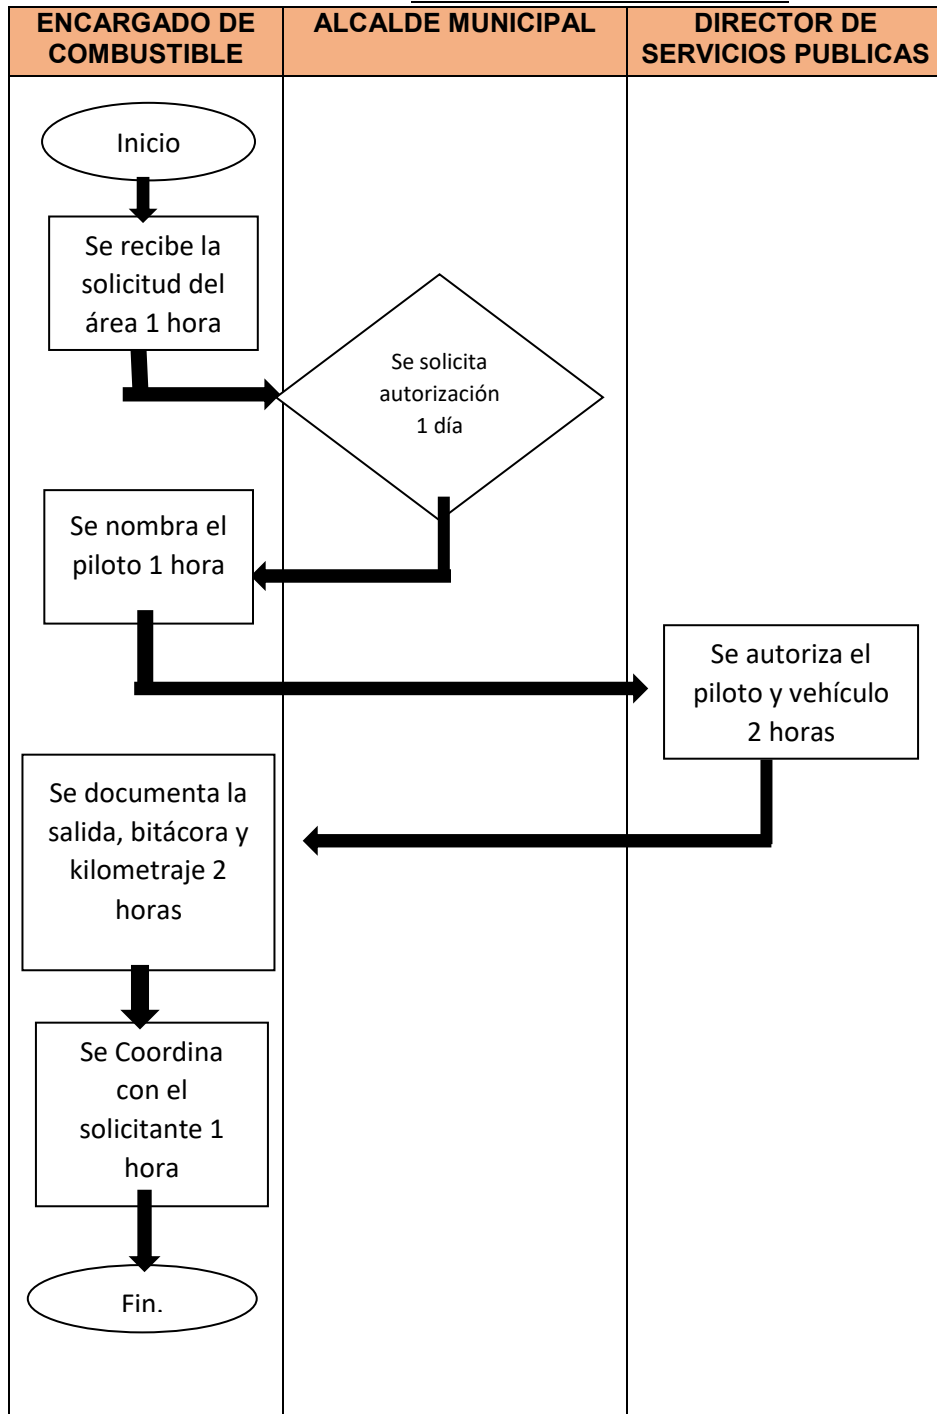 ENCARGADO DE
COMBUSTIBLE
ALCALDE MUNICIPAL
DIRECTOR DE
SERVICIOS PUBLICAS
Inicio
Se recibe la
solicitud del
área 1 hora
Se solicita
autorización
1 día
Se nombra el
piloto 1 hora
Se autoriza el
piloto y vehículo
2 horas
Se documenta la
salida, bitácora y
kilometraje 2
horas
Se Coordina
con el
solicitante 1
hora
Fin.